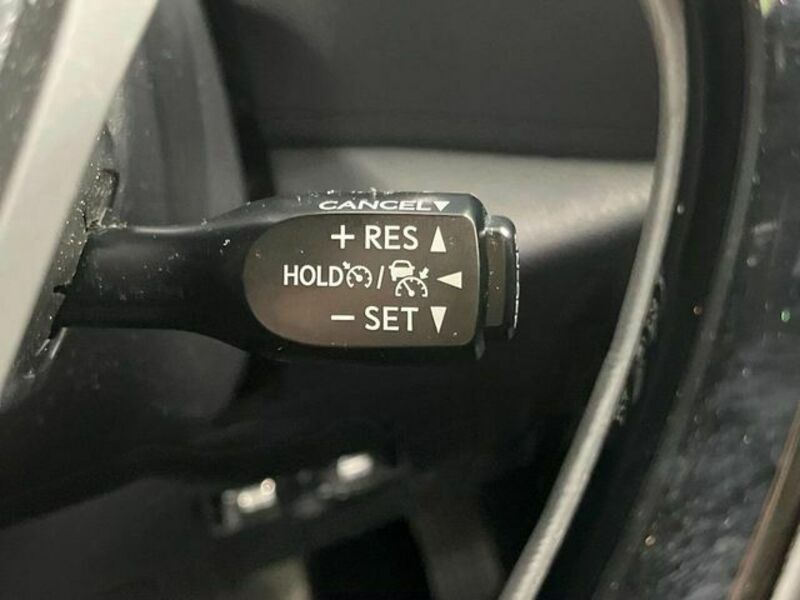 CANCEL▼
+ RES ▲
HOLD / ◀
− SET ▼